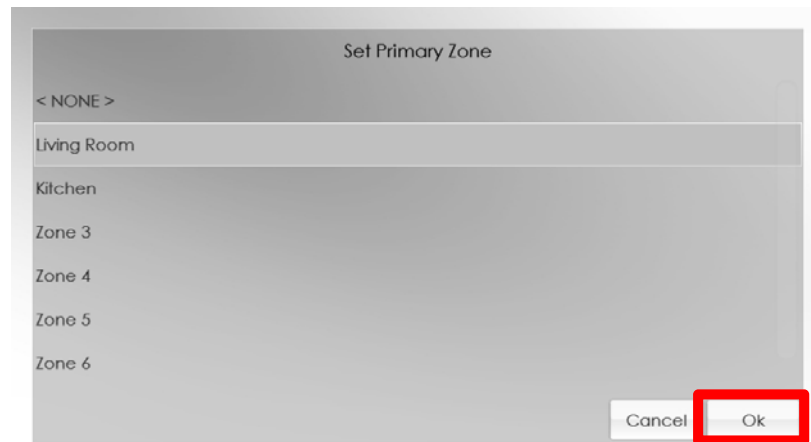 Set Primary Zone
< NONE >
Living Room
Kitchen
Zone 3
Zone 4
Zone 5
Zone 6
Cancel Ok